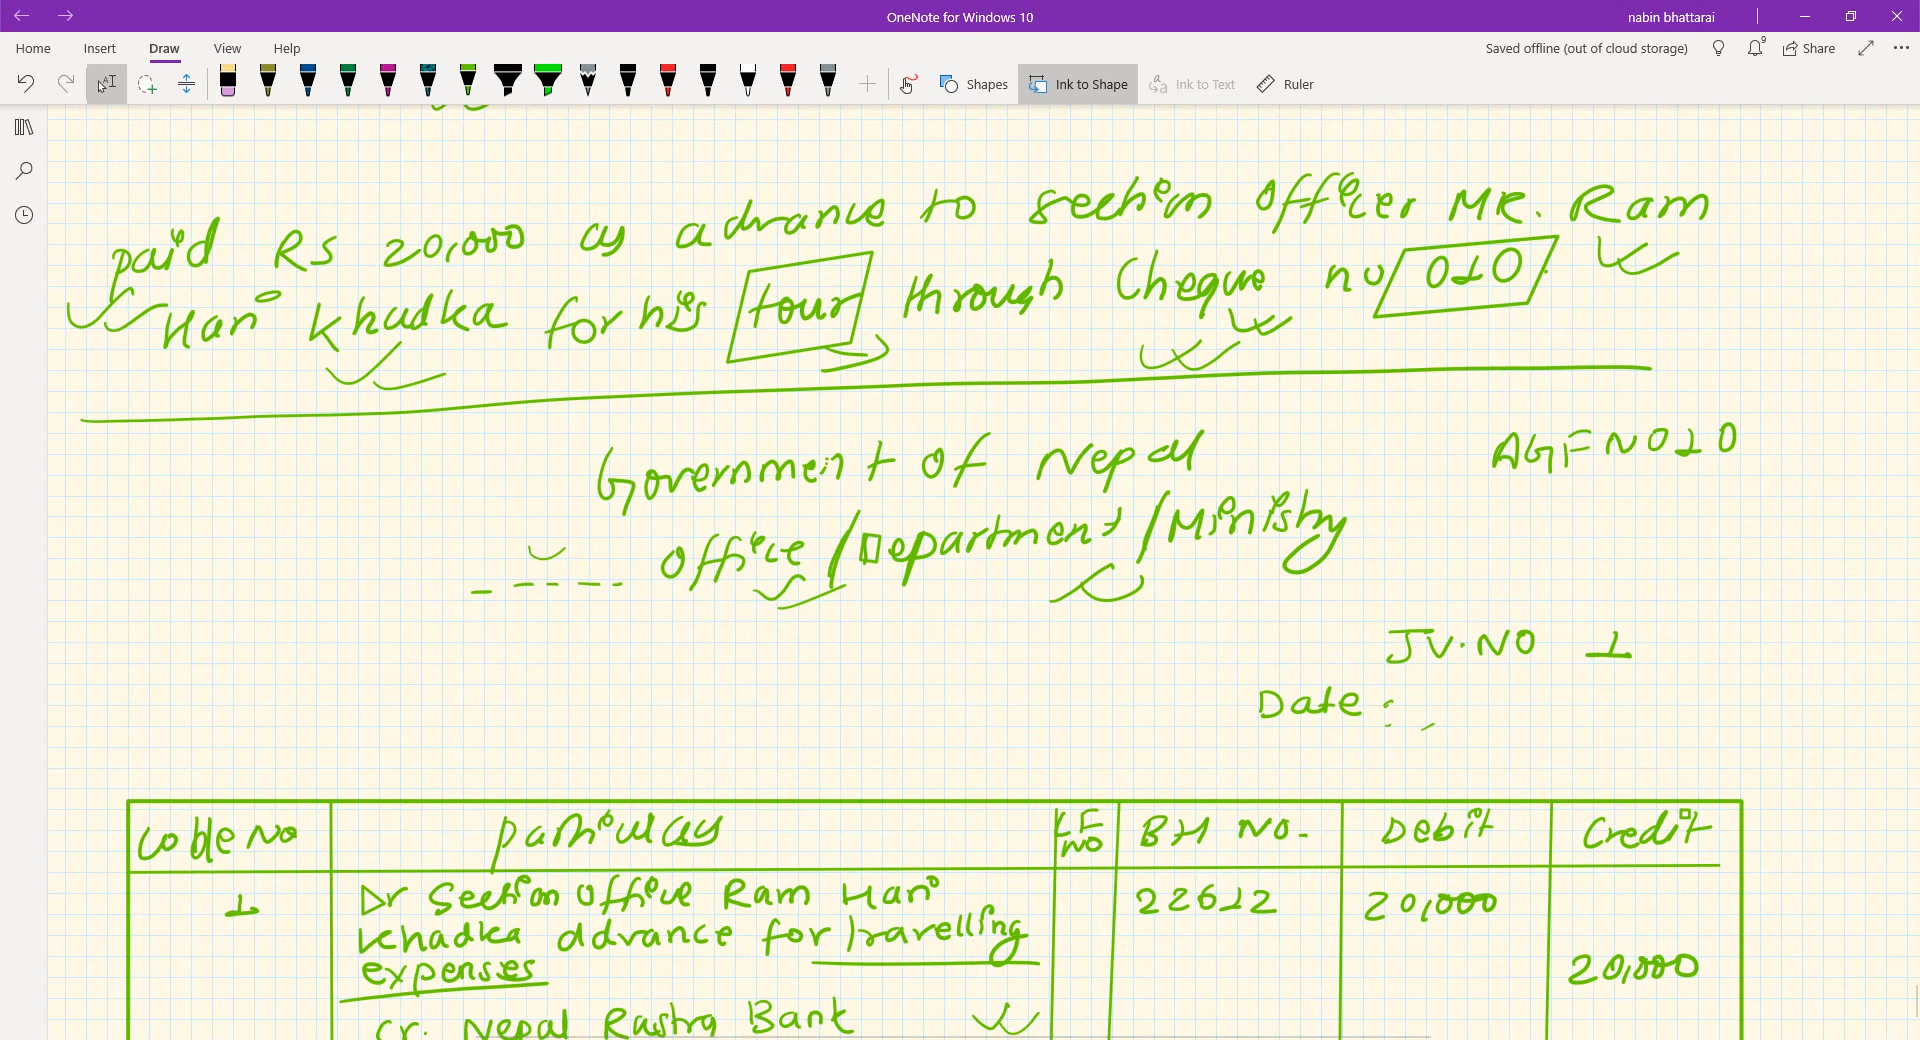 OneNote for Windows 10
nabin bhattarai
Home Insert Draw View Help
Saved offline (out of cloud storage)
9
Share
Shapes Ink to Shape Ink to Text Ruler
paid Rs 20,000 as advance to section officer MR. Ram
Hari khadka for his tour through Cheque no 010
AGF NO 10
Government of Nepal
------ office / Department / Ministry
JV. NO 1
Date :
Code No particulars LF NO BH NO. Debit Credit
1 Dr Section office Ram Hari 22612 20,000
khadka advance for travelling
expenses 20,000
Cr. Nepal Rastra Bank